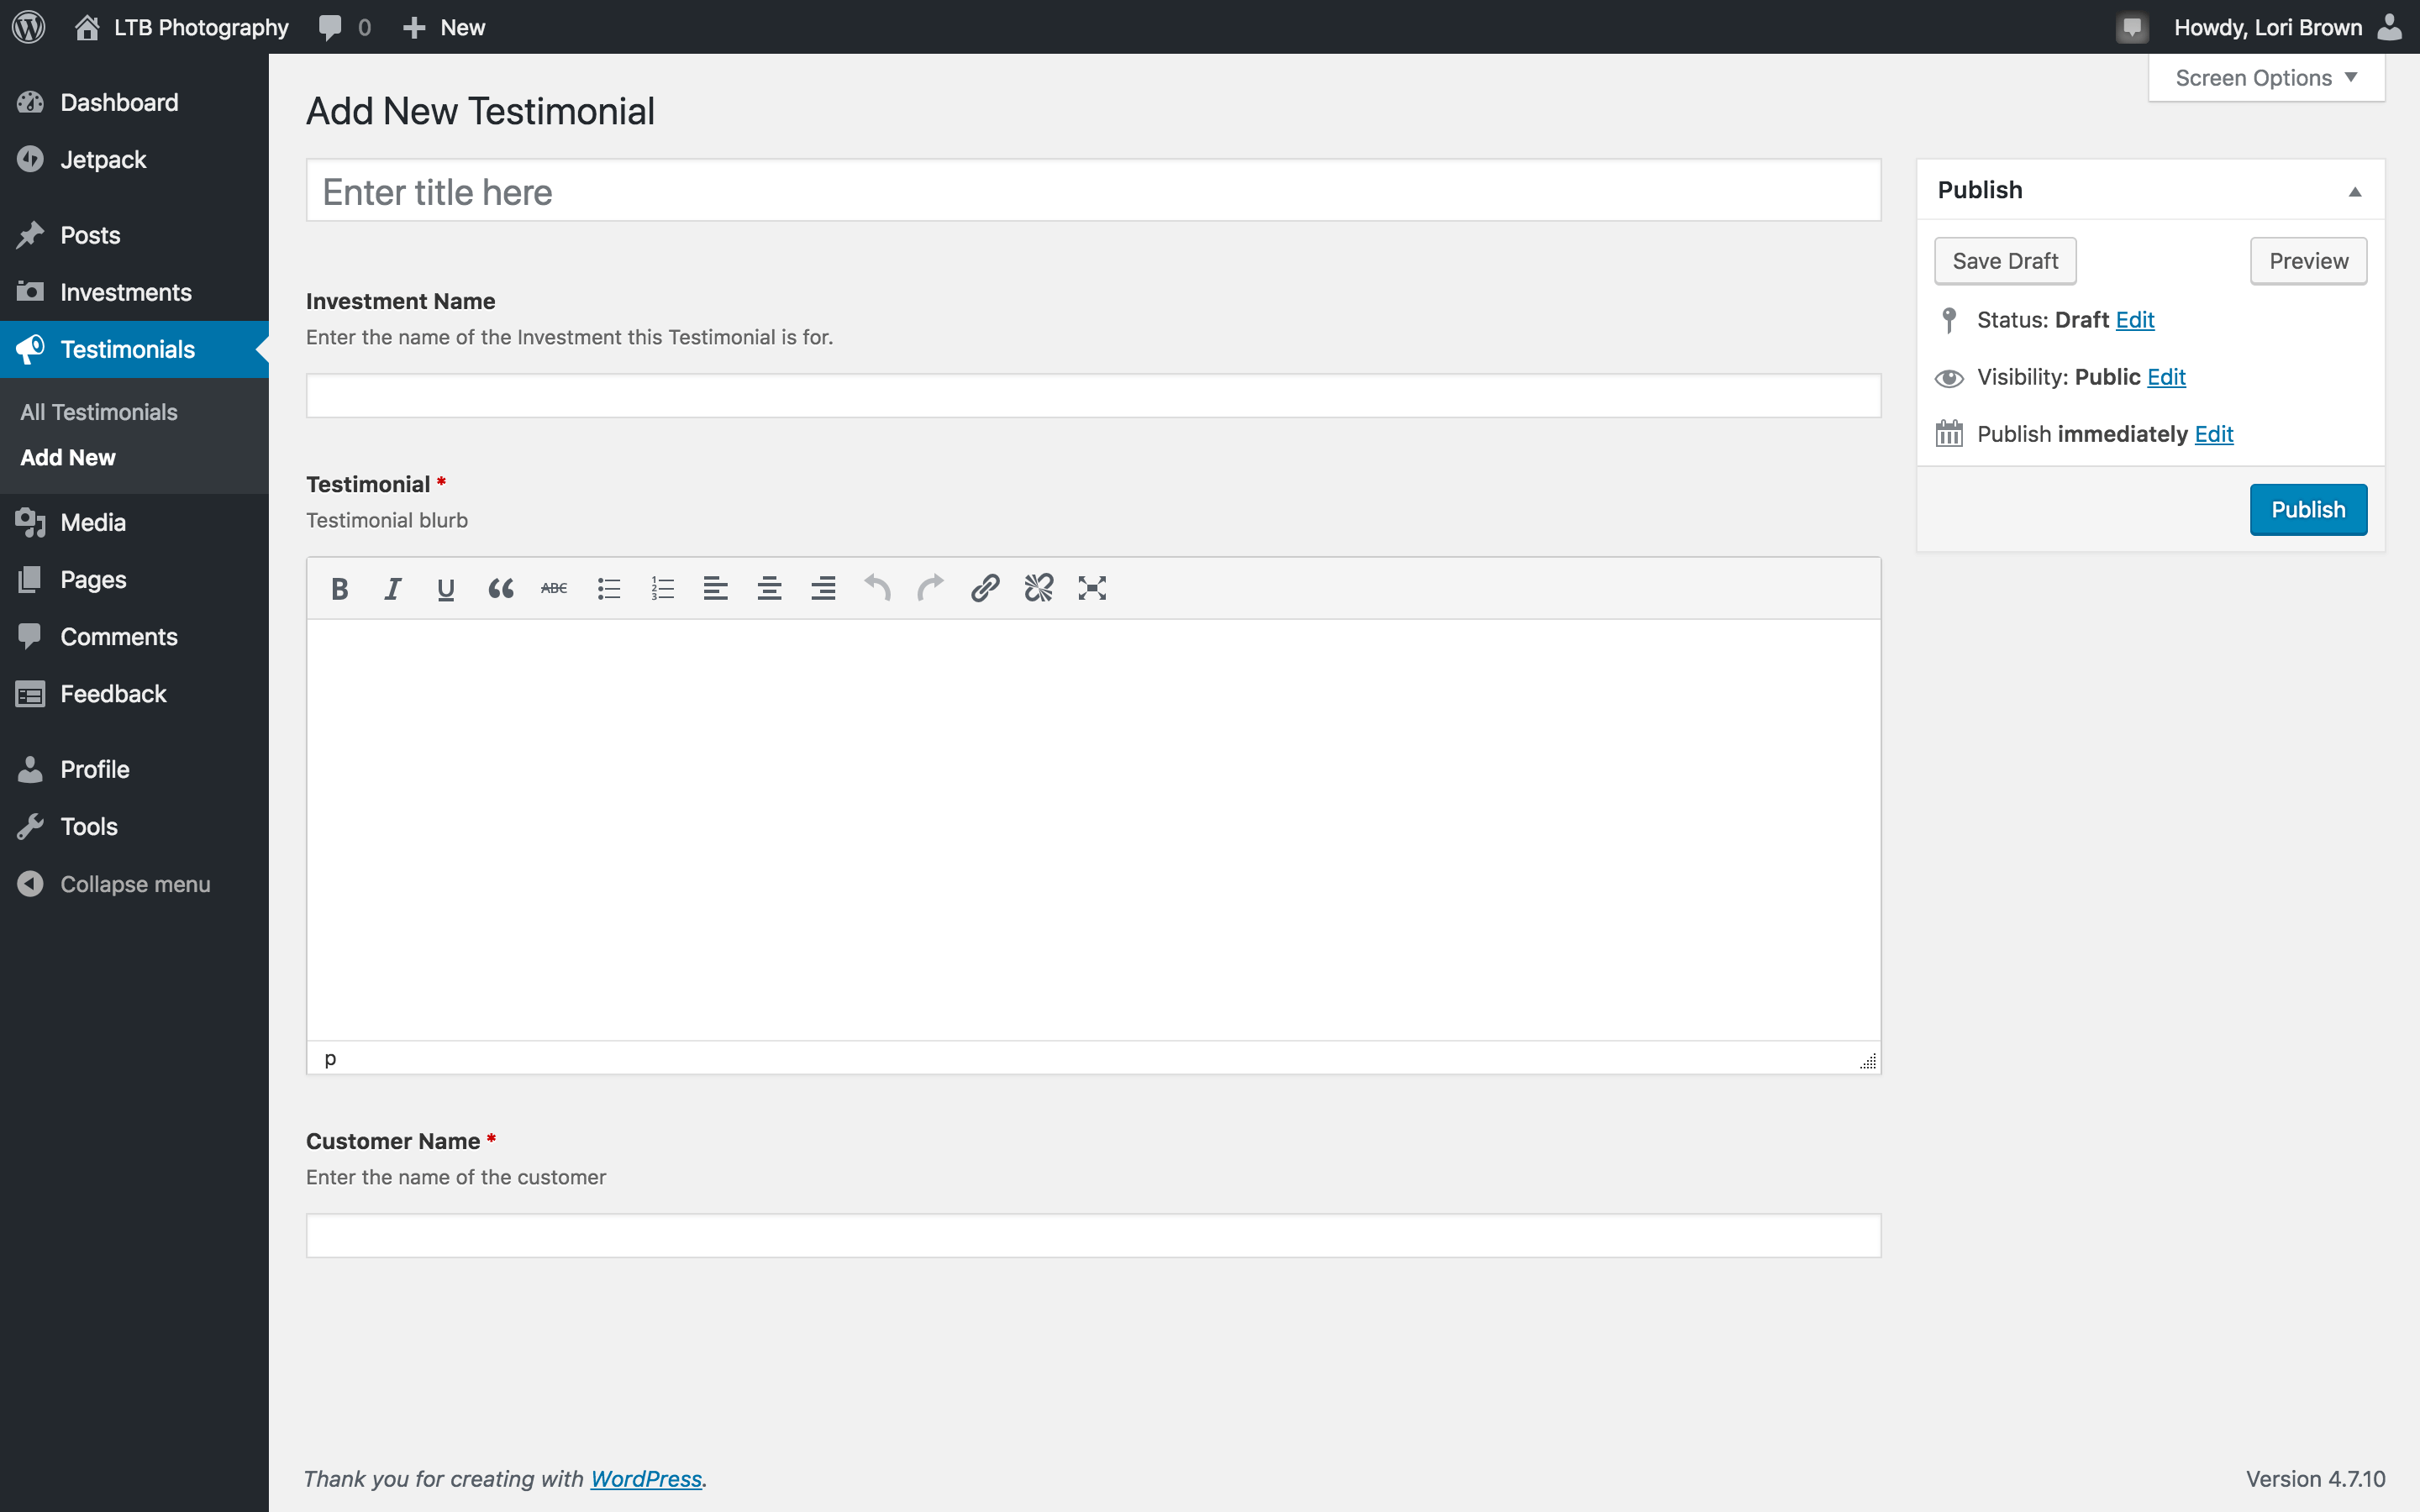 LTB Photography 0 New
Howdy, Lori Brown
Dashboard
Jetpack
Posts
Investments
Testimonials
All Testimonials
Add New
Media
Pages
Comments
Feedback
Profile
Tools
Collapse menu
Screen Options
Add New Testimonial
Enter title here
Investment Name
Enter the name of the Investment this Testimonial is for.
Testimonial *
Testimonial blurb
B I U “ ABC
p
Customer Name *
Enter the name of the customer
Publish
Save Draft Preview
Status: Draft Edit
Visibility: Public Edit
Publish immediately Edit
Publish
Thank you for creating with WordPress.
Version 4.7.10